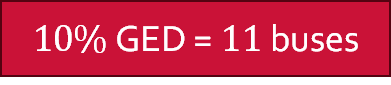 10% GED = 11 buses